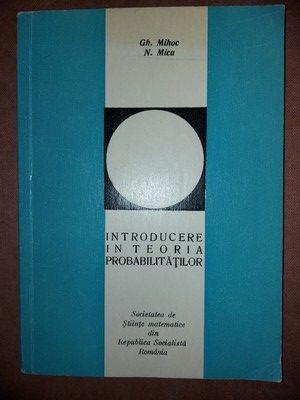 Gh. Mihoc
N. Micu
INTRODUCERE
IN TEORIA
PROBABILITĂȚILOR
Societatea de
Științe matematice
din
Republica Socialistă
România